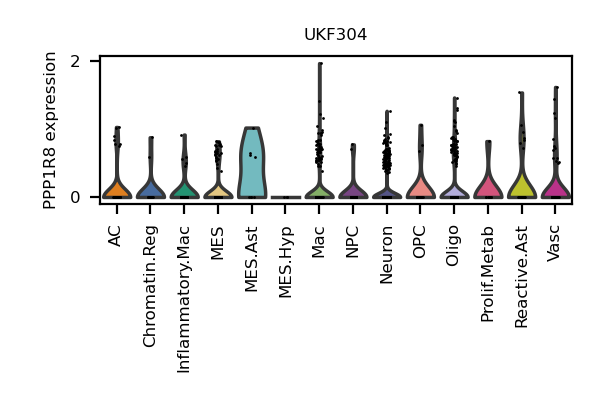 UKF304
PPP1R8 expression
2
0
AC
Chromatin.Reg
Inflammatory.Mac
MES
MES.Ast
MES.Hyp
Mac
NPC
Neuron
OPC
Oligo
Prolif.Metab
Reactive.Ast
Vasc